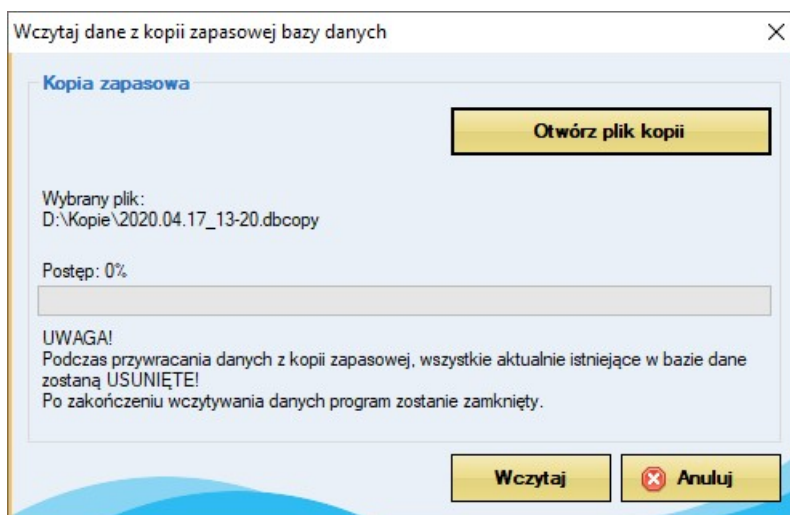 Wczytaj dane z kopii zapasowej bazy danych
Kopia zapasowa
Otwórz plik kopii
Wybrany plik:
D:\Kopie\2020.04.17_13-20.dbcopy
Postęp: 0%
UWAGA!
Podczas przywracania danych z kopii zapasowej, wszystkie aktualnie istniejące w bazie dane
zostaną USUNIĘTE!
Po zakończeniu wczytywania danych program zostanie zamknięty.
Wczytaj
Anuluj